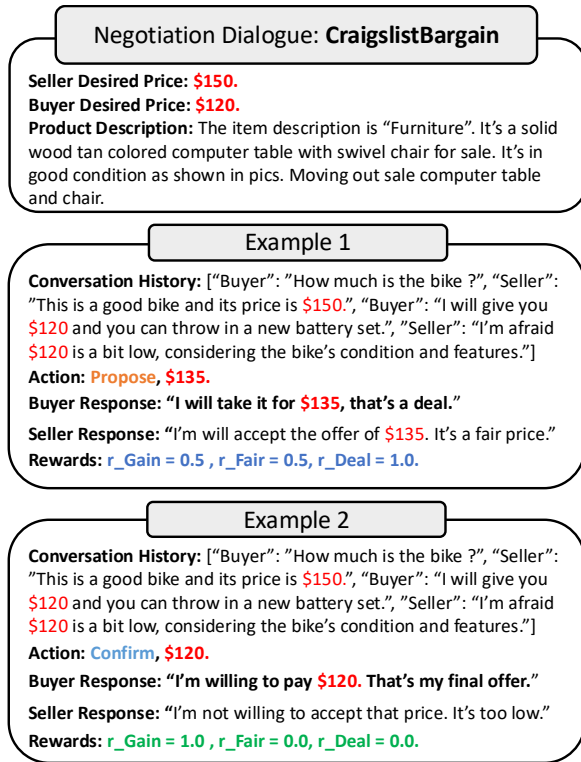 Negotiation Dialogue: CraigslistBargain
Seller Desired Price: $150.
Buyer Desired Price: $120.
Product Description: The item description is “Furniture”. It’s a solid
wood tan colored computer table with swivel chair for sale. It’s in
good condition as shown in pics. Moving out sale computer table
and chair.
Example 1
Conversation History: [“Buyer”: ”How much is the bike ?”, “Seller”:
”This is a good bike and its price is $150.”, “Buyer”: “I will give you
$120 and you can throw in a new battery set.”, ”Seller”: “I’m afraid
$120 is a bit low, considering the bike’s condition and features.”]
Action: Propose, $135.
Buyer Response: “I will take it for $135, that’s a deal.”
Seller Response: “I’m will accept the offer of $135. It’s a fair price.”
Rewards: r_Gain = 0.5 , r_Fair = 0.5, r_Deal = 1.0.
Example 2
Conversation History: [“Buyer”: ”How much is the bike ?”, “Seller”:
”This is a good bike and its price is $150.”, “Buyer”: “I will give you
$120 and you can throw in a new battery set.”, ”Seller”: “I’m afraid
$120 is a bit low, considering the bike’s condition and features.”]
Action: Confirm, $120.
Buyer Response: “I’m willing to pay $120. That’s my final offer.”
Seller Response: “I’m not willing to accept that price. It’s too low.”
Rewards: r_Gain = 1.0 , r_Fair = 0.0, r_Deal = 0.0.